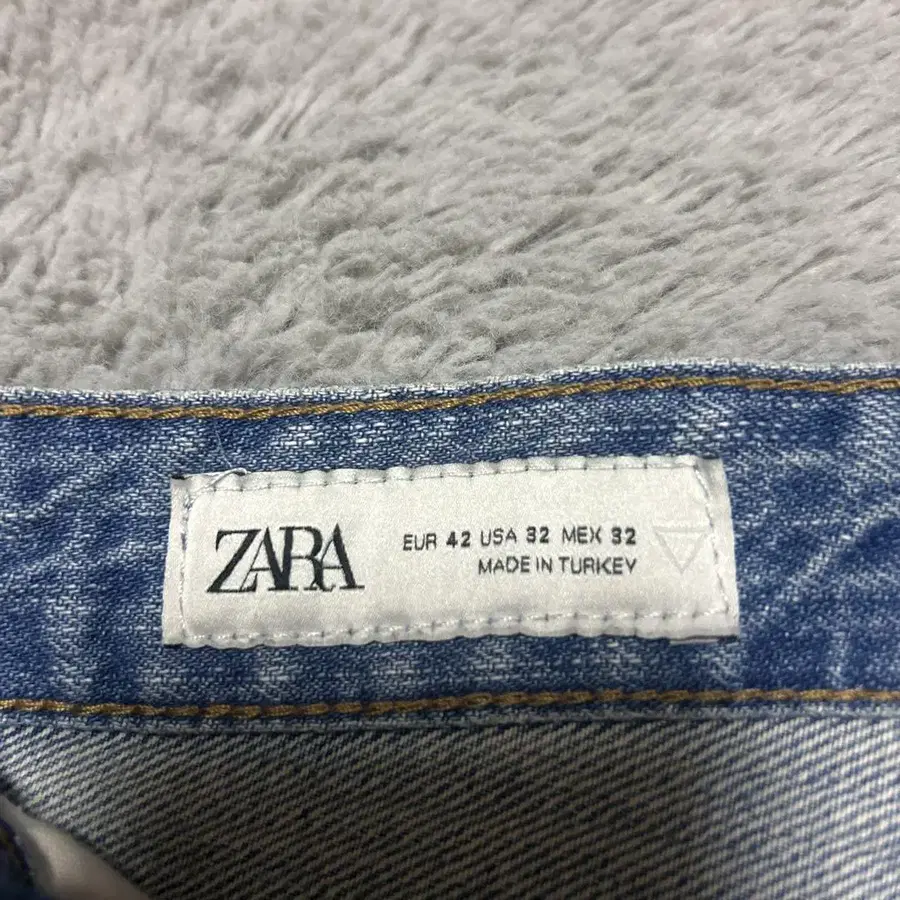 ZARA
EUR 42 USA 32 MEX 32
MADE IN TURKEY